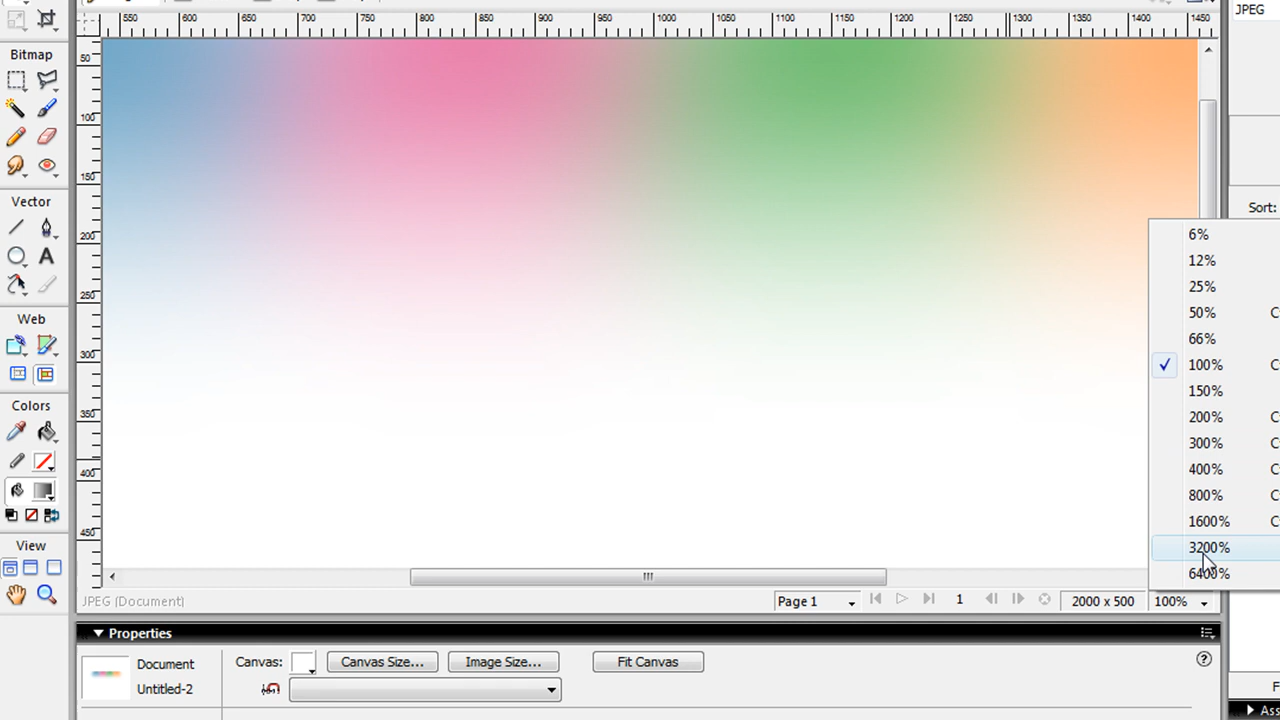 JPEG
550 600 650 700 750 800 850 900 950 1000 1050 1100 1150 1200 1250 1300 1350 1400 1450
Bitmap
Vector
Web
Colors
View
50
100
150
200
250
300
350
400
450
Sort:
6%
12%
25%
50%
66%
100%
150%
200%
300%
400%
800%
1600%
3200%
6400%
JPEG (Document)
Page 1
1
2000 x 500
100%
Properties
Document
Untitled-2
Canvas:
Canvas Size...
Image Size...
Fit Canvas
F
Ass